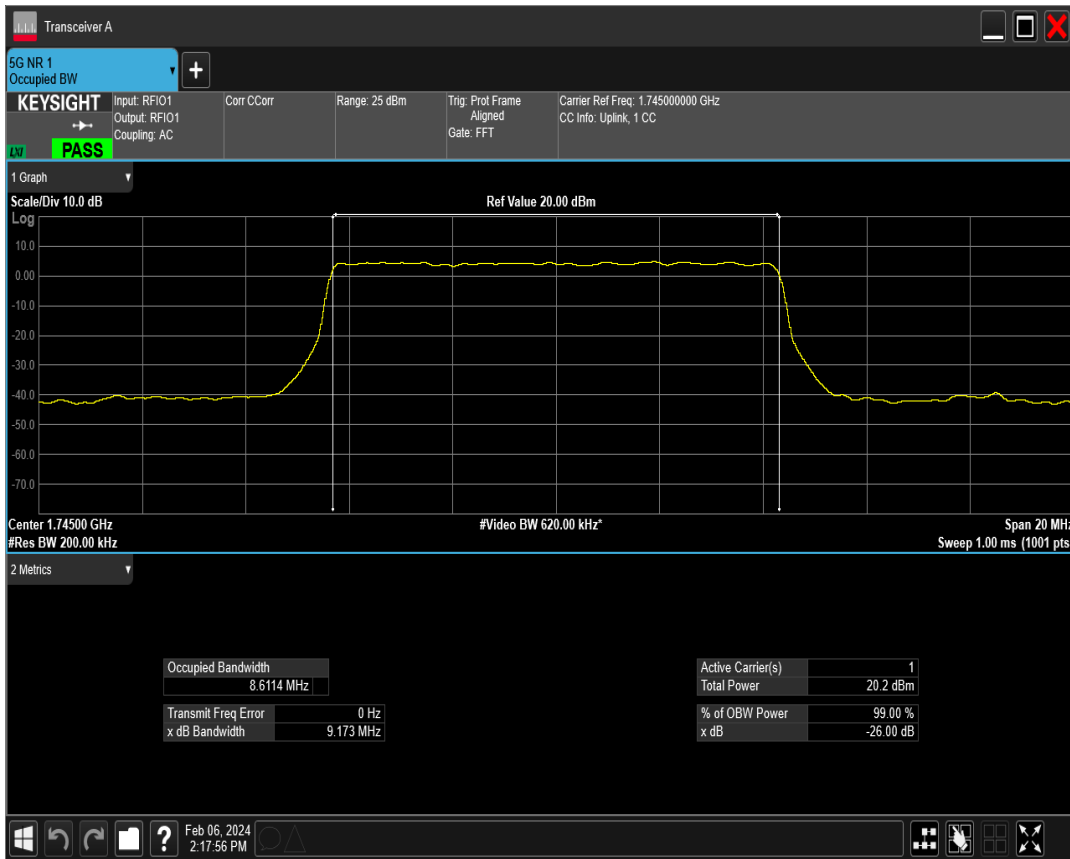 Transceiver A
5G NR 1
Occupied BW
KEYSIGHT
LXI
PASS
Input: RFIO1
Output: RFIO1
Coupling: AC
Corr CCorr
Range: 25 dBm
Trig: Prot Frame
Aligned
Gate: FFT
Carrier Ref Freq: 1.745000000 GHz
CC Info: Uplink, 1 CC
1 Graph
Scale/Div 10.0 dB
Ref Value 20.00 dBm
Log
10.0
0.00
-10.0
-20.0
-30.0
-40.0
-50.0
-60.0
-70.0
Center 1.74500 GHz
#Video BW 620.00 kHz*
Span 20 MHz
#Res BW 200.00 kHz
Sweep 1.00 ms (1001 pts
2 Metrics
Occupied Bandwidth
8.6114 MHz
Transmit Freq Error 0 Hz
x dB Bandwidth 9.173 MHz
Active Carrier(s) 1
Total Power 20.2 dBm
% of OBW Power 99.00 %
x dB -26.00 dB
?
Feb 06, 2024
2:17:56 PM